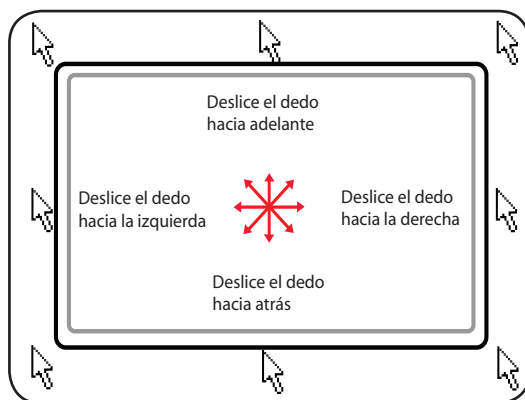 Deslice el dedo
hacia adelante
Deslice el dedo
hacia la izquierda
Deslice el dedo
hacia la derecha
Deslice el dedo
hacia atrás